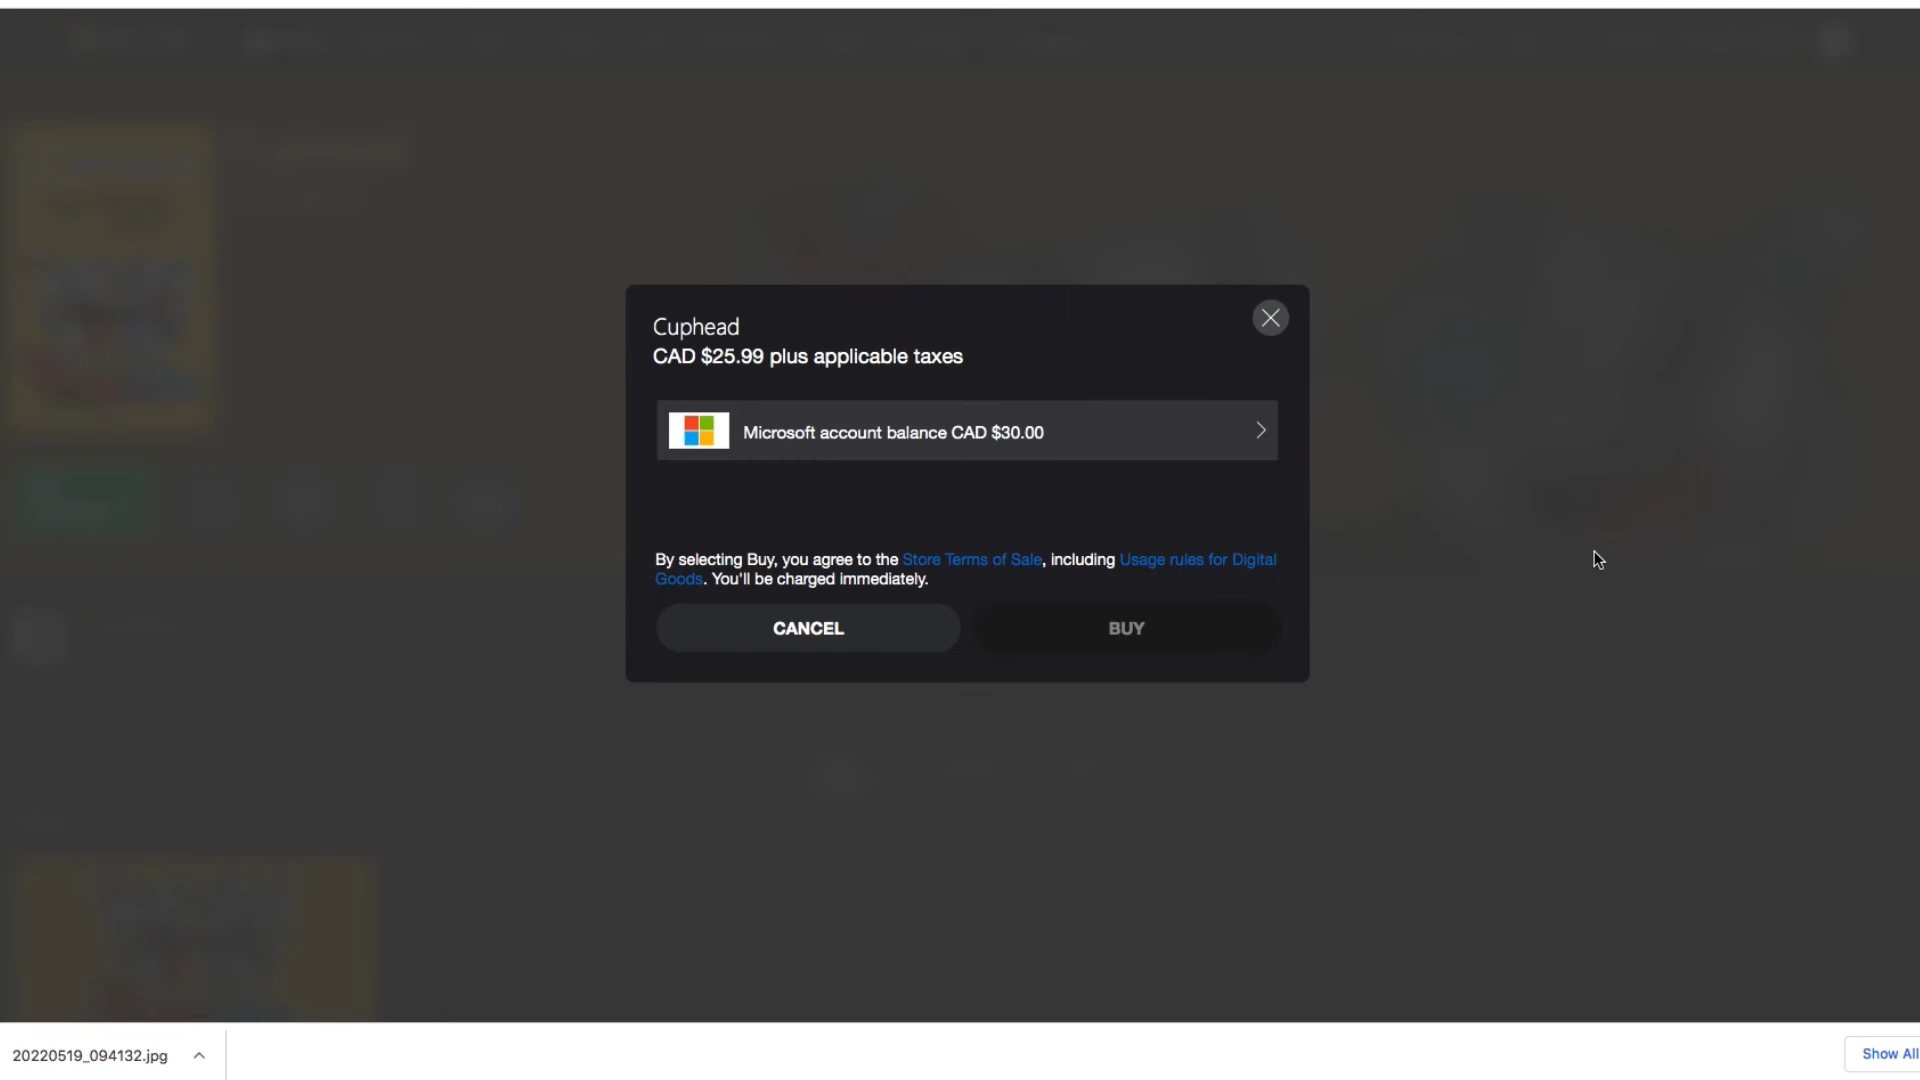 Cuphead
CAD $25.99 plus applicable taxes
Microsoft account balance CAD $30.00
By selecting Buy, you agree to the Store Terms of Sale, including Usage rules for Digital
Goods. You'll be charged immediately.
CANCEL
BUY
20220519_094132.jpg
Show All